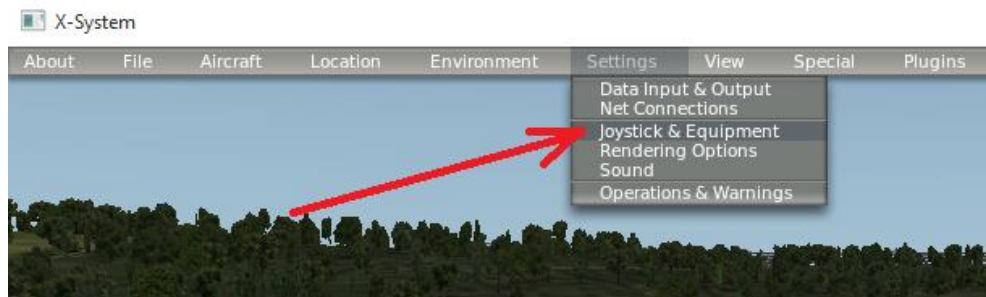 X-System
About File Aircraft Location Environment Settings View Special Plugins
Data Input & Output
Net Connections
Joystick & Equipment
Rendering Options
Sound
Operations & Warnings